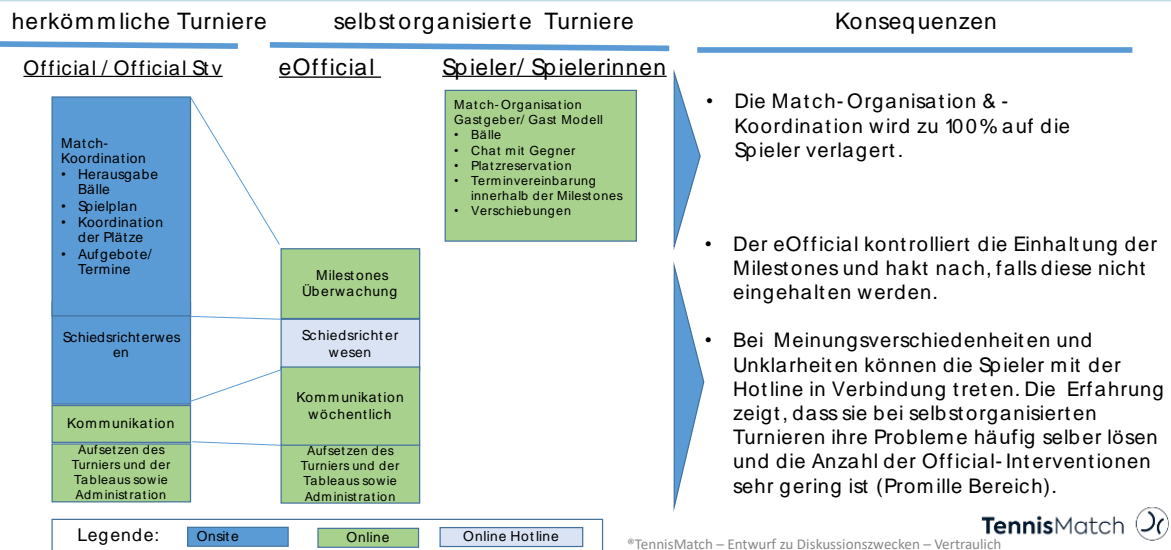 herkömmliche Turniere
selbstorganisierte Turniere
Konsequenzen
Official / Official Stv
eOfficial
Spieler/ Spielerinnen
Match-
Koordination
• Herausgabe
Bälle
• Spielplan
• Koordination
der Plätze
• Aufgebote/
Termine
Schiedsrichterwes
en
Kommunikation
Aufsetzen des
Turniers und der
Tableaus sowie
Administration
Milestones
Überwachung
Schiedsrichter
wesen
Kommunikation
wöchentlich
Aufsetzen des
Turniers und der
Tableaus sowie
Administration
Match-Organisation
Gastgeber/ Gast Modell
• Bälle
• Chat mit Gegner
• Platzreservation
• Terminvereinbarung
innerhalb der Milestones
• Verschiebungen
• Die Match-Organisation & -
Koordination wird zu 100% auf die
Spieler verlagert.
• Der eOfficial kontrolliert die Einhaltung der
Milestones und hakt nach, falls diese nicht
eingehalten werden.
• Bei Meinungsverschiedenheiten und
Unklarheiten können die Spieler mit der
Hotline in Verbindung treten. Die Erfahrung
zeigt, dass sie bei selbstorganisierten
Turnieren ihre Probleme häufig selber lösen
und die Anzahl der Official-Interventionen
sehr gering ist (Promille Bereich).
Legende:
Onsite
Online
Online Hotline
TennisMatch
®TennisMatch – Entwurf zu Diskussionszwecken – Vertraulich